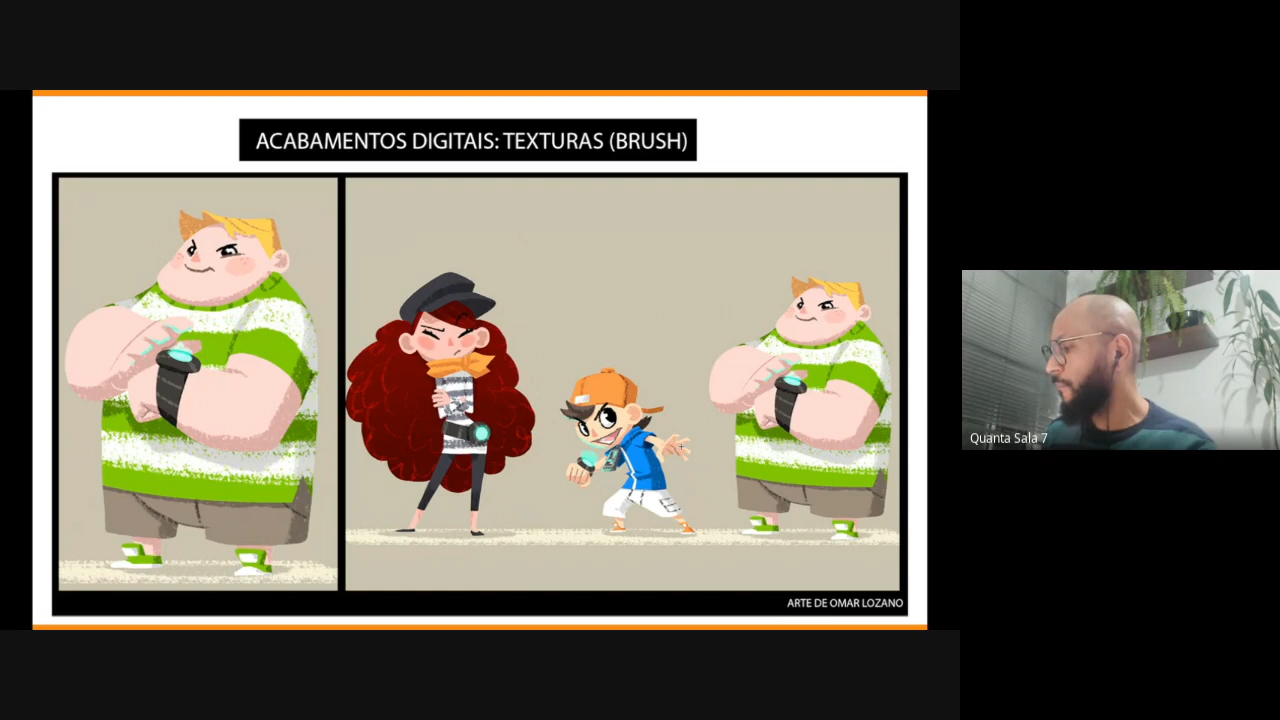 ACABAMENTOS DIGITAIS: TEXTURAS (BRUSH)
ARTE DE OMAR LOZANO
Quanta Sala 7